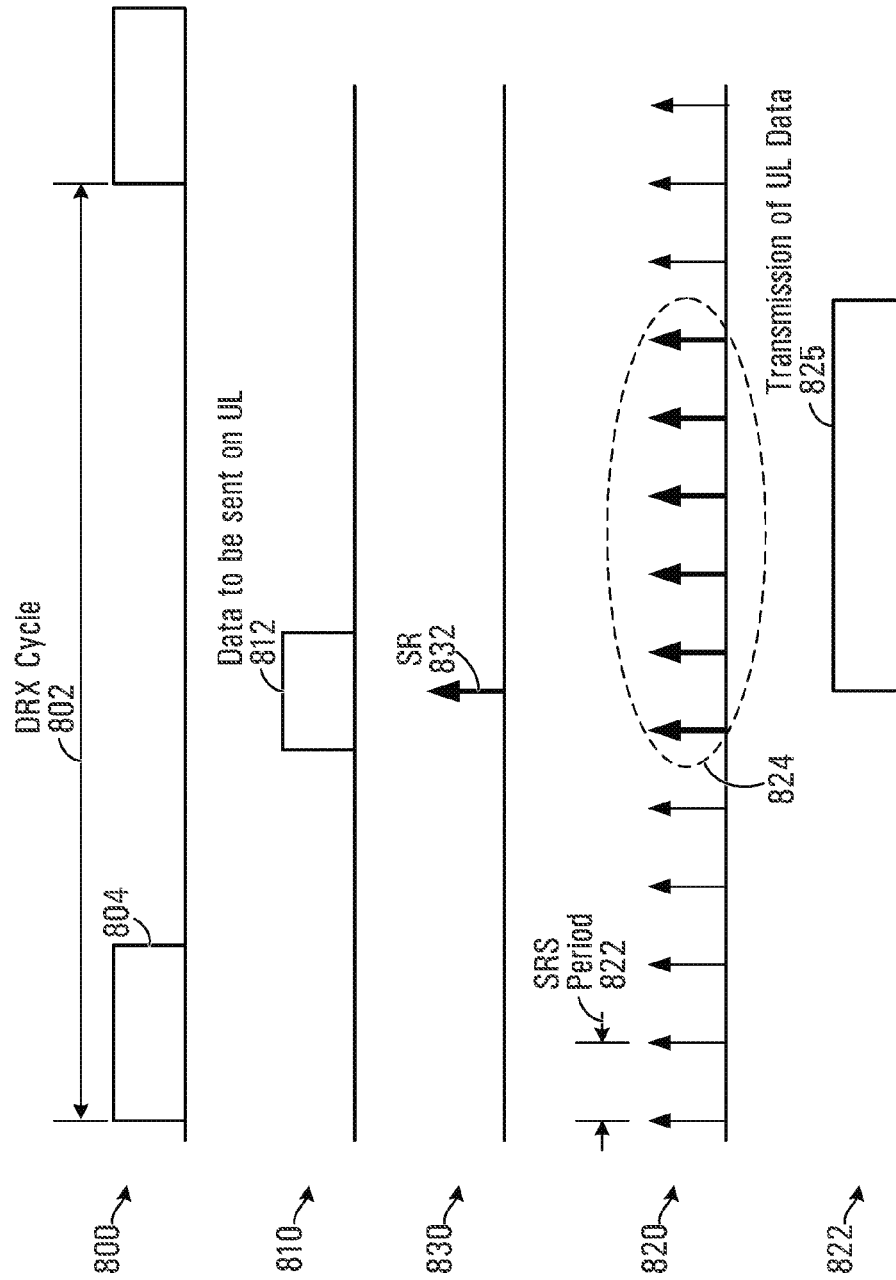 800
DRX Cycle
802
804
810
Data to be sent on UL
812
830
SR
832
820
SRS
Period
822
824
822
Transmission of UL Data
825